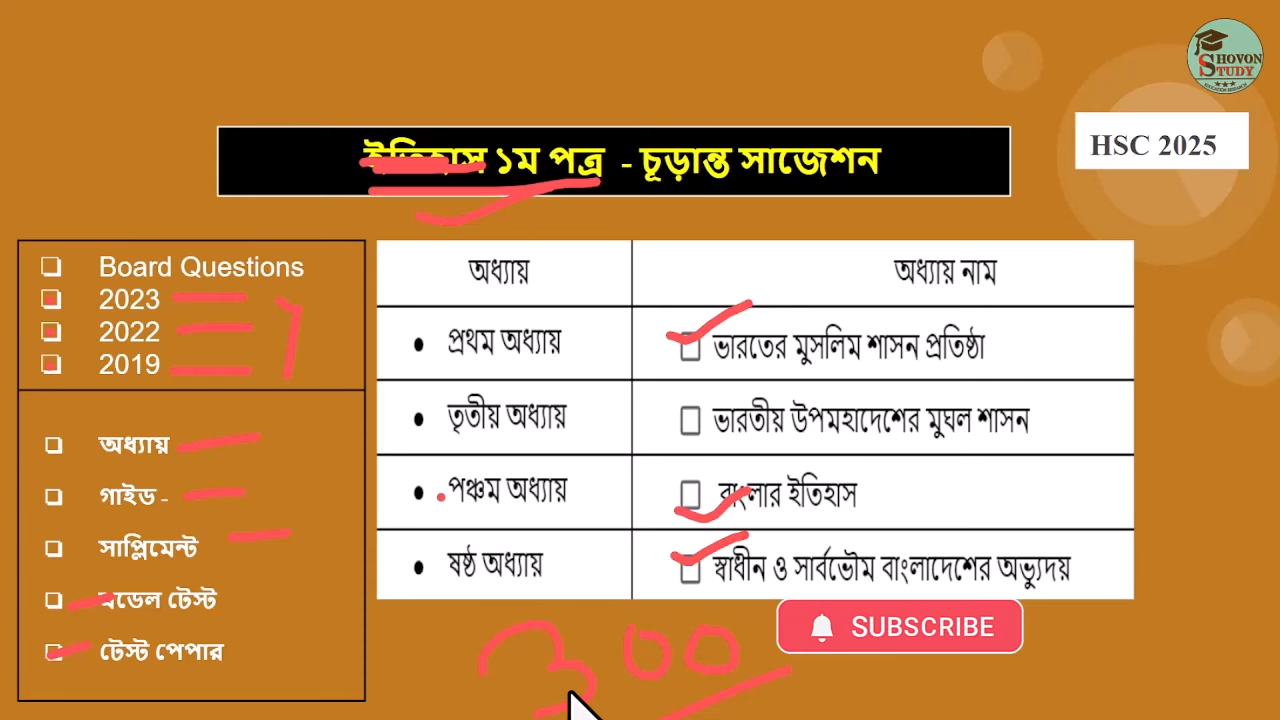 SHOVON
STUDY
HSC 2025
ইতিহাস ১ম পত্র - চূড়ান্ত সাজেশন
Board Questions
2023
2022
2019
অধ্যায়
গাইড -
সাপ্লিমেন্ট
মডেল টেস্ট
টেস্ট পেপার
অধ্যায় অধ্যায় নাম
• প্রথম অধ্যায় ভারতের মুসলিম শাসন প্রতিষ্ঠা
• তৃতীয় অধ্যায় ভারতীয় উপমহাদেশের মুঘল শাসন
• পঞ্চম অধ্যায় বাংলার ইতিহাস
• ষষ্ঠ অধ্যায় স্বাধীন ও সার্বভৌম বাংলাদেশের অভ্যুদয়
SUBSCRIBE